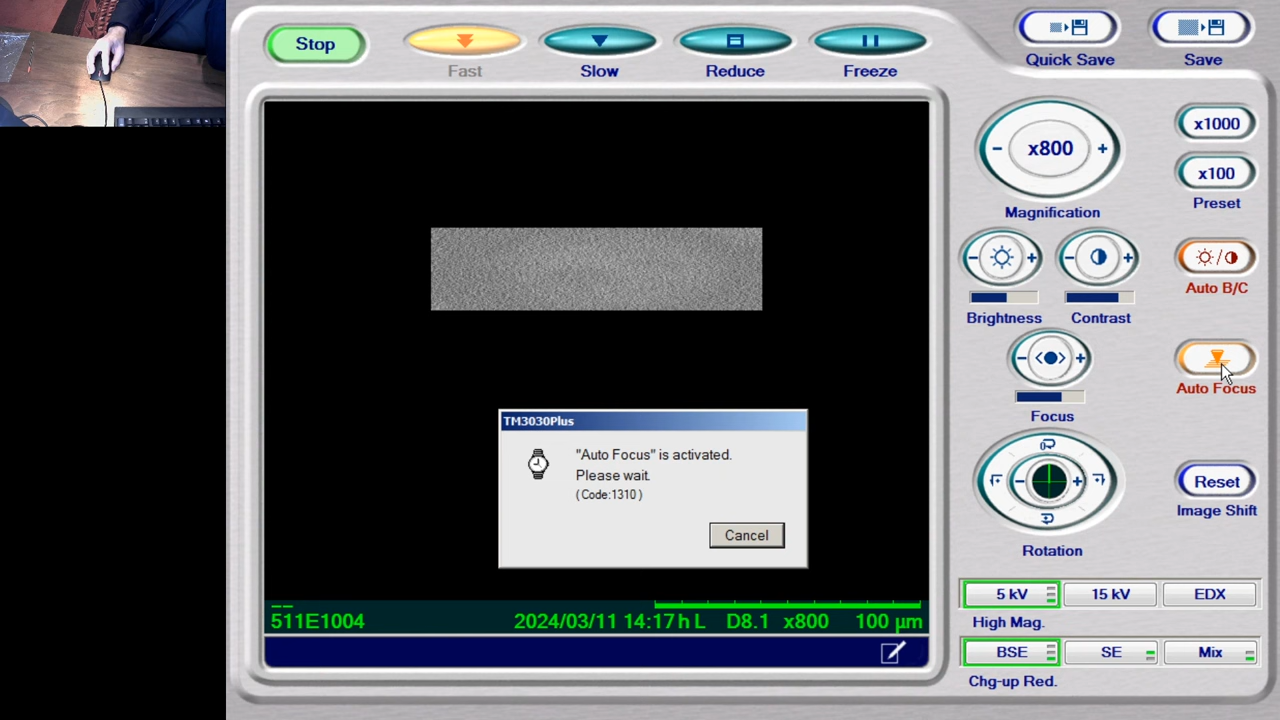 Stop
Fast
Slow
Reduce
Freeze
Quick Save
Save
x800
Magnification
x1000
x100
Preset
Brightness
Contrast
Auto B/C
Focus
Auto Focus
TM3030Plus
"Auto Focus" is activated.
Please wait.
(Code:1310)
Cancel
Rotation
Reset
Image Shift
511E1004 2024/03/11 14:17 h L D8.1 x800 100 µm
5 kV 15 kV EDX
High Mag.
BSE SE Mix
Chg-up Red.